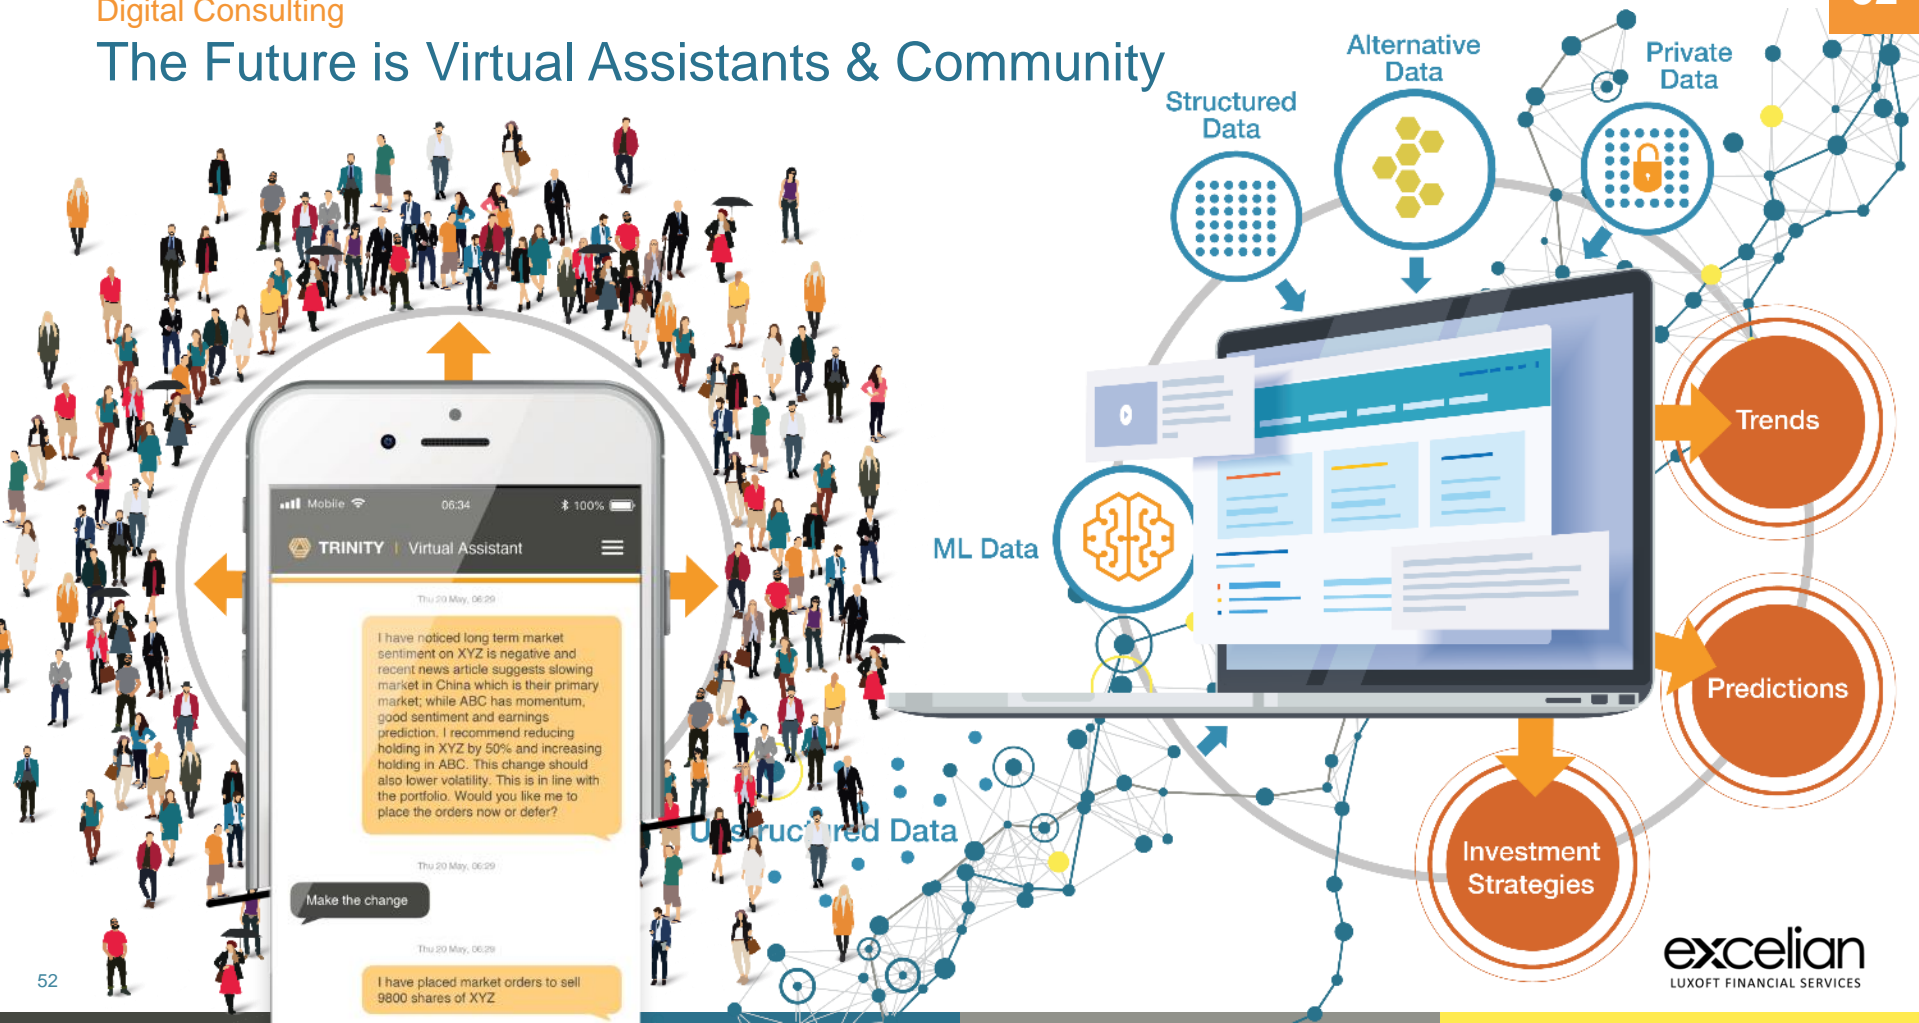 Digital Consulting
The Future is Virtual Assistants & Community
52
Alternative
Data
Private
Data
Structured
Data
ML Data
Trends
Predictions
Investment
Strategies
Data
Mobile
06:34
100%
TRINITY | Virtual Assistant
Thu 20 May, 06:29
I have noticed long term market
sentiment on XYZ is negative and
recent news article suggests slowing
market in China which is their primary
market; while ABC has momentum,
good sentiment and earnings
prediction. I recommend reducing
holding in XYZ by 50% and increasing
holding in ABC. This change should
also lower volatility. This is in line with
the portfolio. Would you like me to
place the orders now or defer?
Thu 20 May, 06:29
Make the change
Thu 20 May, 06:29
I have placed market orders to sell
9800 shares of XYZ
52
excelian
LUXOFT FINANCIAL SERVICES